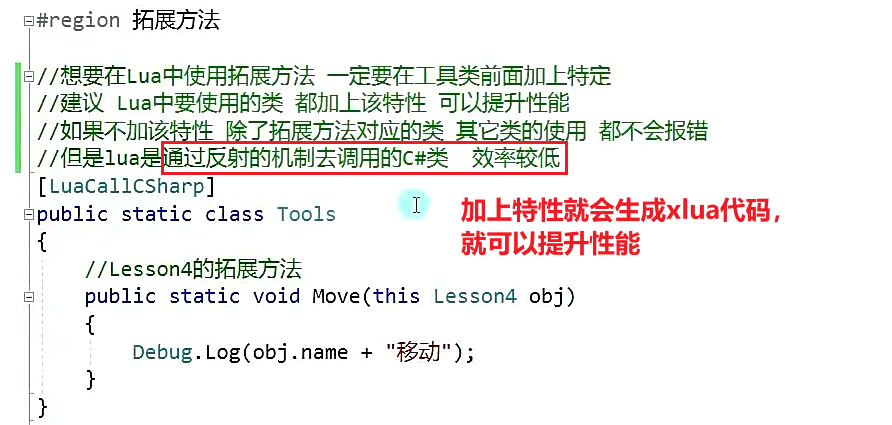 #region 拓展方法
//想要在Lua中使用拓展方法 一定要在工具类前面加上特定
//建议 Lua中要使用的类 都加上该特性 可以提升性能
//如果不加该特性 除了拓展方法对应的类 其它类的使用 都不会报错
//但是lua是通过反射的机制去调用的C#类  效率较低
[LuaCallCSharp]
public static class Tools
加上特性就会生成xlua代码，
就可以提升性能
{
//Lesson4的拓展方法
public static void Move(this Lesson4 obj)
{
Debug.Log(obj.name + "移动");
}
}